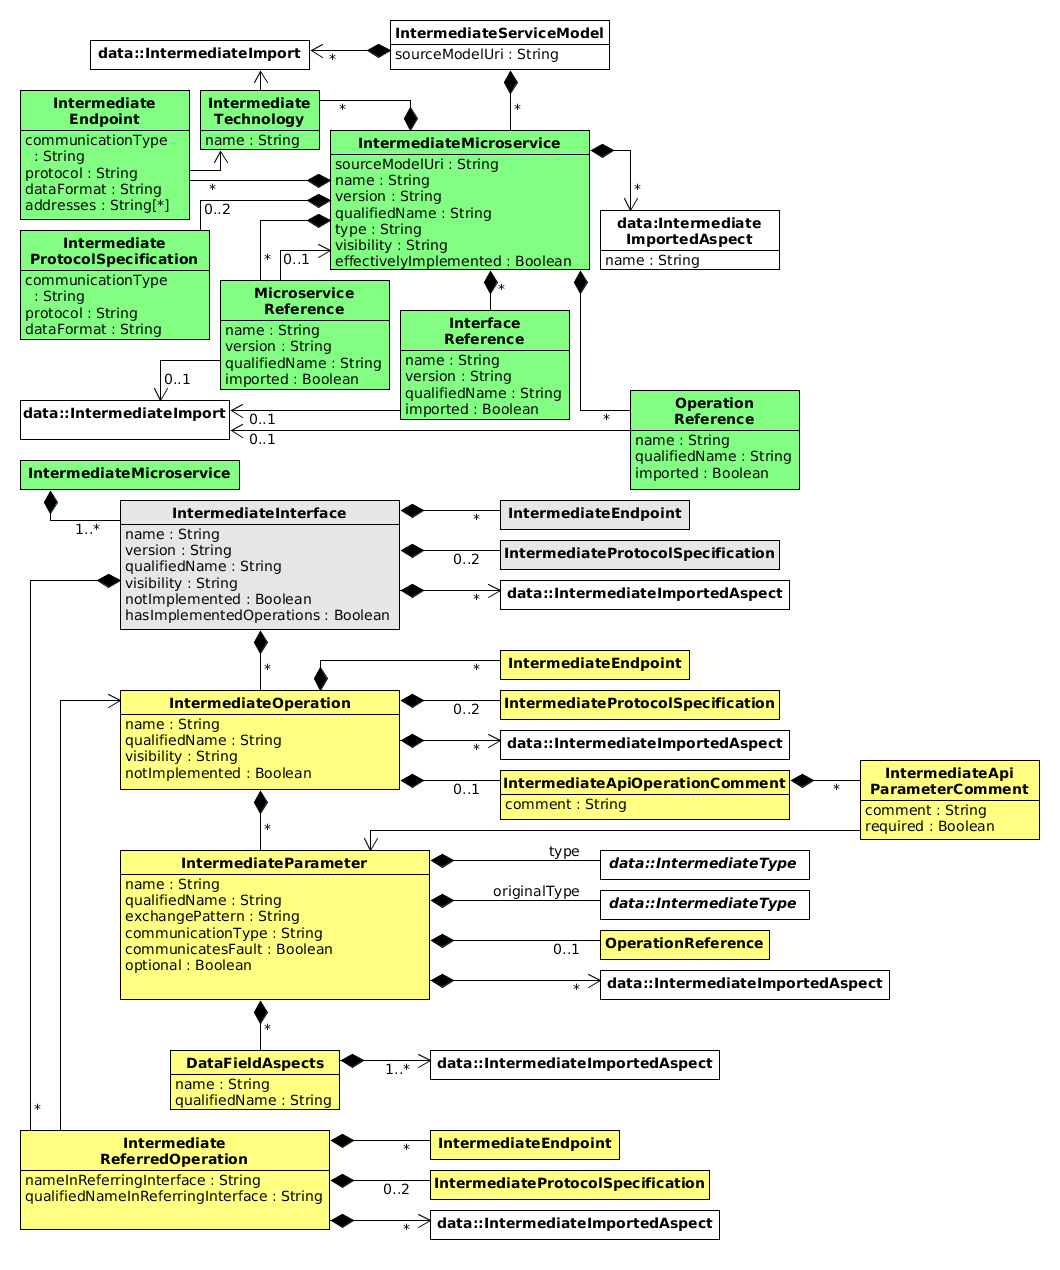 IntermediateServiceModel
sourceModelUri : String
data::IntermediateImport
*
*
Intermediate
Endpoint
communicationType
: String
protocol : String
dataFormat : String
addresses : String[*]
Intermediate
Technology
name : String
*
IntermediateMicroservice
sourceModelUri : String
name : String
version : String
qualifiedName : String
type : String
visibility : String
effectivelyImplemented : Boolean
*
*
0..2
data:Intermediate
ImportedAspect
name : String
Intermediate
ProtocolSpecification
communicationType
: String
protocol : String
dataFormat : String
*
0..1
*
Microservice
Reference
name : String
version : String
qualifiedName : String
imported : Boolean
Interface
Reference
name : String
version : String
qualifiedName : String
imported : Boolean
0..1
data::IntermediateImport
0..1
0..1
*
Operation
Reference
name : String
qualifiedName : String
imported : Boolean
IntermediateMicroservice
1..*
IntermediateInterface
name : String
version : String
qualifiedName : String
visibility : String
notImplemented : Boolean
hasImplementedOperations : Boolean
*
IntermediateEndpoint
0..2
IntermediateProtocolSpecification
*
data::IntermediateImportedAspect
*
*
IntermediateEndpoint
IntermediateOperation
name : String
qualifiedName : String
visibility : String
notImplemented : Boolean
0..2
IntermediateProtocolSpecification
*
data::IntermediateImportedAspect
0..1
IntermediateApiOperationComment
comment : String
*
IntermediateApi
ParameterComment
comment : String
required : Boolean
*
IntermediateParameter
name : String
qualifiedName : String
exchangePattern : String
communicationType : String
communicatesFault : Boolean
optional : Boolean
type
data::IntermediateType
originalType
data::IntermediateType
0..1
OperationReference
*
data::IntermediateImportedAspect
*
DataFieldAspects
name : String
qualifiedName : String
1..*
data::IntermediateImportedAspect
*
Intermediate
ReferredOperation
nameInReferringInterface : String
qualifiedNameInReferringInterface : String
*
IntermediateEndpoint
0..2
IntermediateProtocolSpecification
*
data::IntermediateImportedAspect